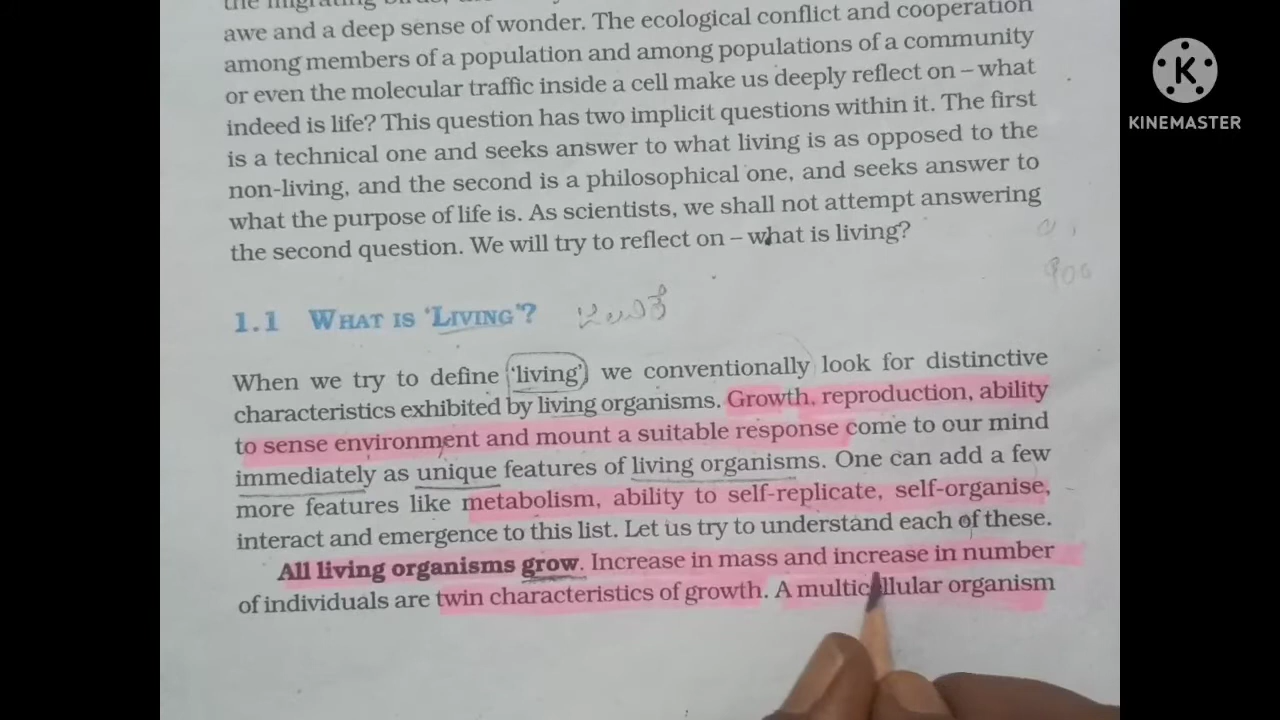 awe and a deep sense of wonder. The ecological conflict and cooperation
among members of a population and among populations of a community
or even the molecular traffic inside a cell make us deeply reflect on – what
indeed is life? This question has two implicit questions within it. The first
is a technical one and seeks answer to what living is as opposed to the
non-living, and the second is a philosophical one, and seeks answer to
what the purpose of life is. As scientists, we shall not attempt answering
the second question. We will try to reflect on – what is living?
1.1 WHAT IS ‘LIVING’?
When we try to define ‘living’ we conventionally look for distinctive
characteristics exhibited by living organisms. Growth, reproduction, ability
to sense environment and mount a suitable response come to our mind
immediately as unique features of living organisms. One can add a few
more features like metabolism, ability to self-replicate, self-organise,
interact and emergence to this list. Let us try to understand each of these.
All living organisms grow. Increase in mass and increase in number
of individuals are twin characteristics of growth. A multicellular organism
KINEMASTER